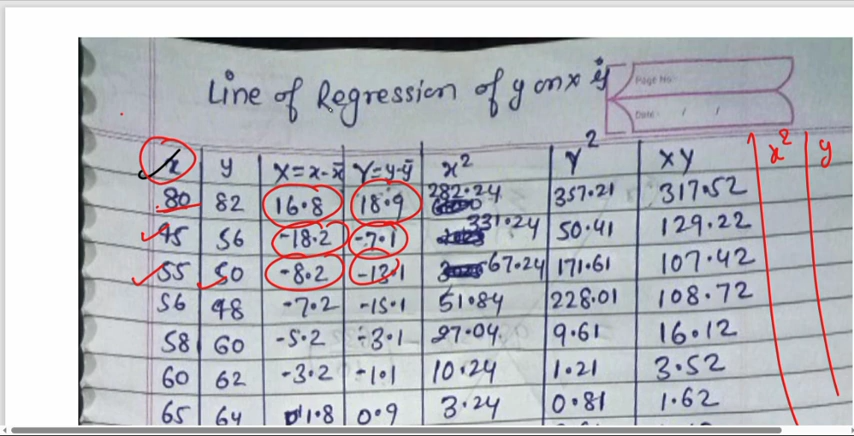 Line of Regression of y on x
Page No.
Date: / /
x y X=x-x̄ Y=y-ȳ x² Y² XY x² y
80 82 16.8 18.9 282.24 357.21 317.52
45 56 -18.2 -7.1 331.24 50.41 129.22
55 50 -8.2 -13.1 67.24 171.61 107.42
56 48 -7.2 -15.1 51.84 228.01 108.72
58 60 -5.2 -3.1 27.04 9.61 16.12
60 62 -3.2 -1.1 10.24 1.21 3.52
65 64 1.8 0.9 3.24 0.81 1.62